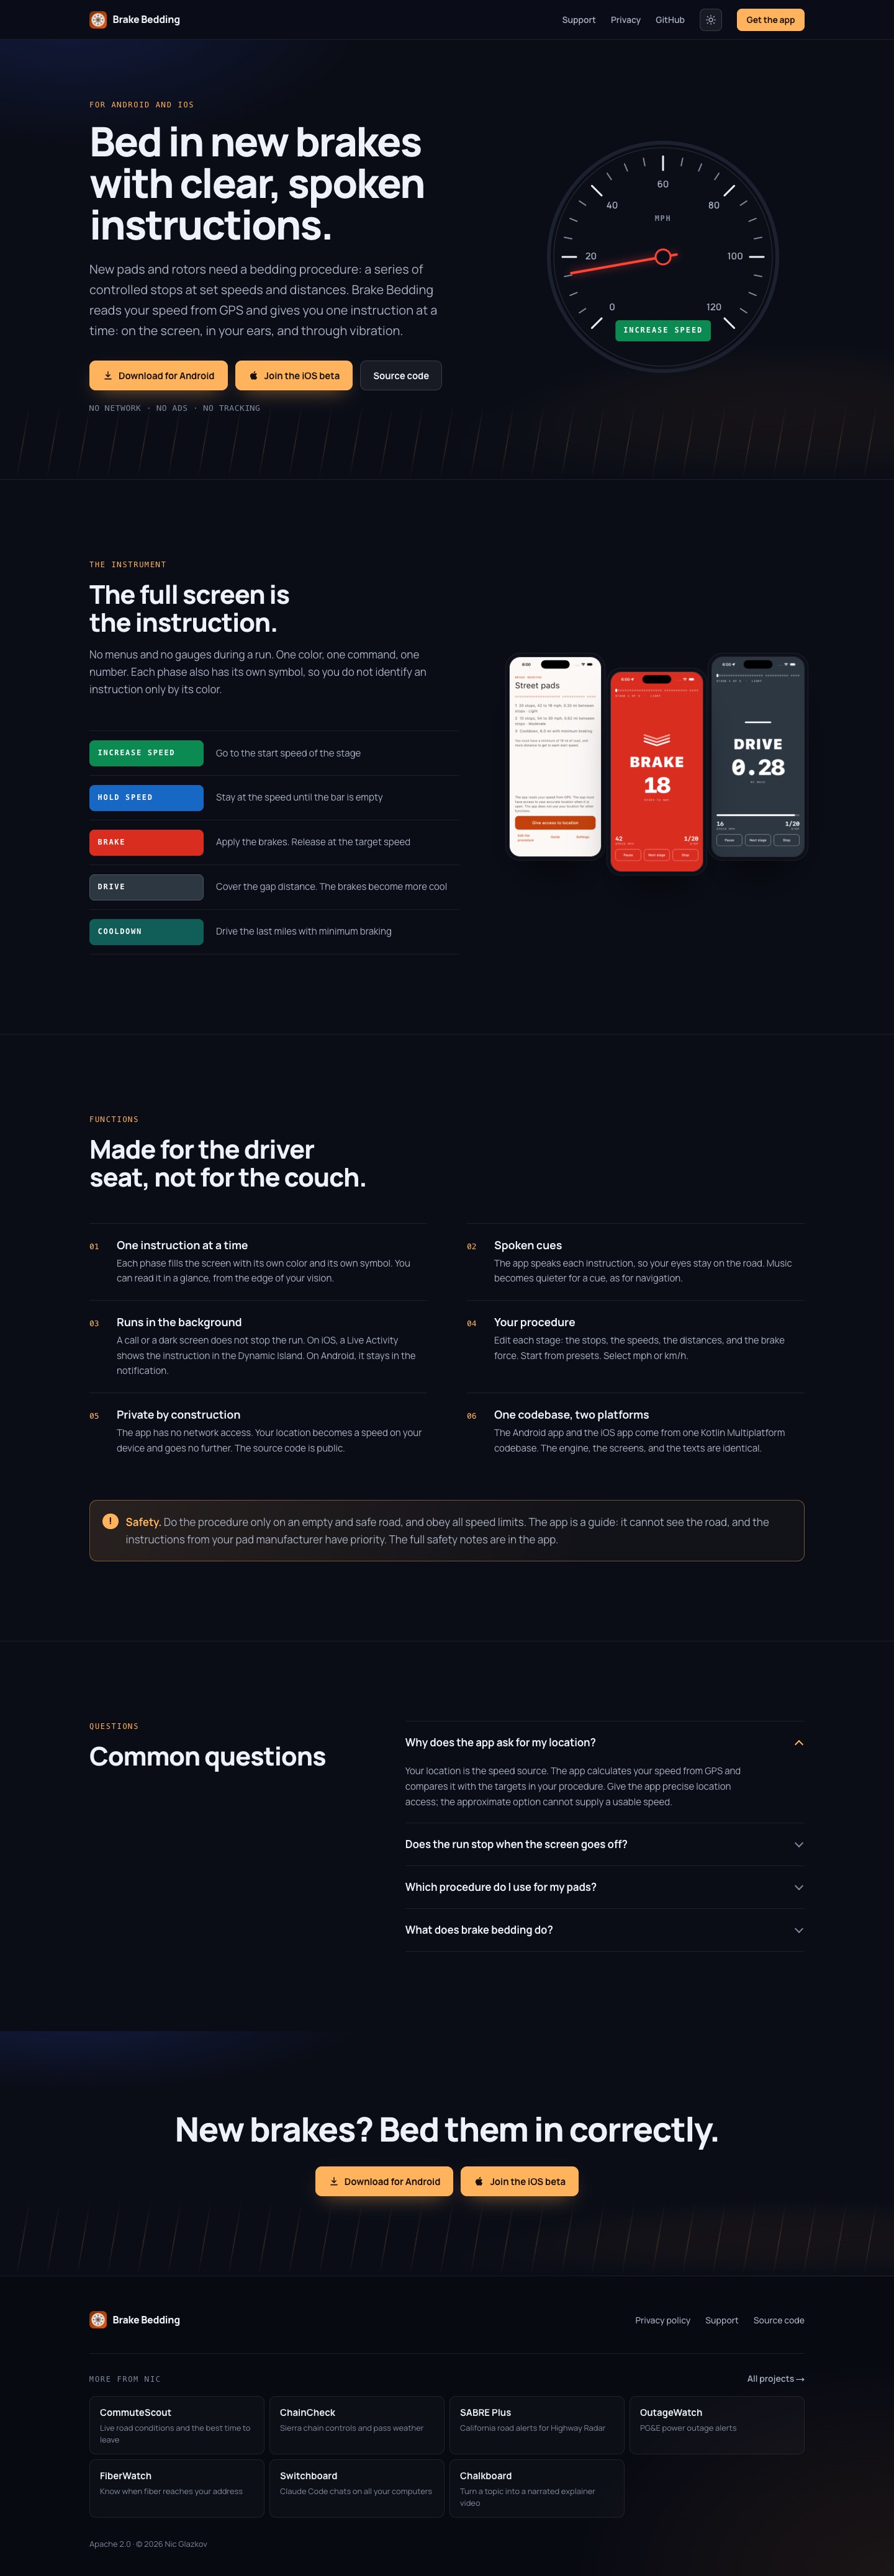 Brake Bedding
Support
Privacy
GitHub
Get the app
FOR ANDROID AND IOS
Bed in new brakes
with clear, spoken
instructions.
New pads and rotors need a bedding procedure: a series of
controlled stops at set speeds and distances. Brake Bedding
reads your speed from GPS and gives you one instruction at a
time: on the screen, in your ears, and through vibration.
Download for Android
Join the iOS beta
Source code
NO NETWORK · NO ADS · NO TRACKING
60
40
80
MPH
20
100
0
120
INCREASE SPEED
THE INSTRUMENT
The full screen is
the instruction.
No menus and no gauges during a run. One color, one command, one
number. Each phase also has its own symbol, so you do not identify an
instruction only by its color.
INCREASE SPEED
Go to the start speed of the stage
HOLD SPEED
Stay at the speed until the bar is empty
BRAKE
Apply the brakes. Release at the target speed
DRIVE
Cover the gap distance. The brakes become more cool
COOLDOWN
Drive the last miles with minimum braking
Street pads
Give access to location
BRAKE
18
42
1/20
Pause
Next stage
Stop
DRIVE
0.28
16
1/20
Pause
Next stage
Stop
FUNCTIONS
Made for the driver
seat, not for the couch.
01
One instruction at a time
Each phase fills the screen with its own color and its own symbol. You
can read it in a glance, from the edge of your vision.
02
Spoken cues
The app speaks each instruction, so your eyes stay on the road. Music
becomes quieter for a cue, as for navigation.
03
Runs in the background
A call or a dark screen does not stop the run. On iOS, a Live Activity
shows the instruction in the Dynamic Island. On Android, it stays in the
notification.
04
Your procedure
Edit each stage: the stops, the speeds, the distances, and the brake
force. Start from presets. Select mph or km/h.
05
Private by construction
The app has no network access. Your location becomes a speed on your
device and goes no further. The source code is public.
06
One codebase, two platforms
The Android app and the iOS app come from one Kotlin Multiplatform
codebase. The engine, the screens, and the texts are identical.
! Safety. Do the procedure only on an empty and safe road, and obey all speed limits. The app is a guide: it cannot see the road, and the
instructions from your pad manufacturer have priority. The full safety notes are in the app.
QUESTIONS
Common questions
Why does the app ask for my location?
Your location is the speed source. The app calculates your speed from GPS and
compares it with the targets in your procedure. Give the app precise location
access; the approximate option cannot supply a usable speed.
Does the run stop when the screen goes off?
Which procedure do I use for my pads?
What does brake bedding do?
New brakes? Bed them in correctly.
Download for Android
Join the iOS beta
Brake Bedding
Privacy policy
Support
Source code
MORE FROM NIC
All projects →
CommuteScout
Live road conditions and the best time to
leave
ChainCheck
Sierra chain controls and pass weather
SABRE Plus
California road alerts for Highway Radar
OutageWatch
PG&E power outage alerts
FiberWatch
Know when fiber reaches your address
Switchboard
Claude Code chats on all your computers
Chalkboard
Turn a topic into a narrated explainer
video
Apache 2.0 · © 2026 Nic Glazkov